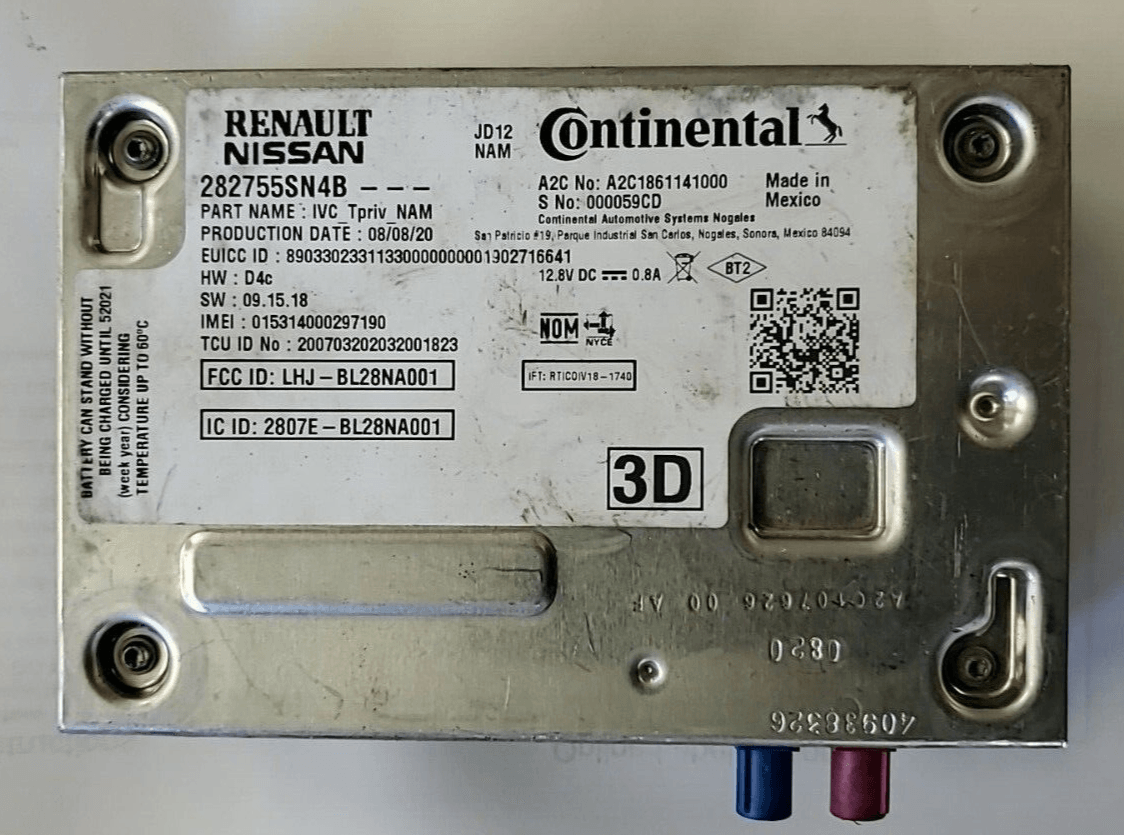 RENAULT
NISSAN
JD12
NAM
Continental
282755SN4B - - -
PART NAME : IVC_Tpriv_NAM
PRODUCTION DATE : 08/08/20
A2C No: A2C1861141000
S No: 000059CD
Made in
Mexico
Continental Automotive Systems Nogales
San Patricio #19, Parque Industrial San Carlos, Nogales, Sonora, Mexico 84094
EUICC ID : 89033023311330000000001902716641
HW : D4c
SW : 09.15.18
IMEI : 015314000297190
TCU ID No : 200703202032001823
12.8V DC 0.8A
BT2
NOM
NYCE
FCC ID: LHJ-BL28NA001
IFT: RTICOIV18-1740
IC ID: 2807E-BL28NA001
3D
BATTERY CAN STAND WITHOUT
BEING CHARGED UNTIL 52021
(week year) CONSIDERING
TEMPERATURE UP TO 60°C
00 AF
0820
40938326